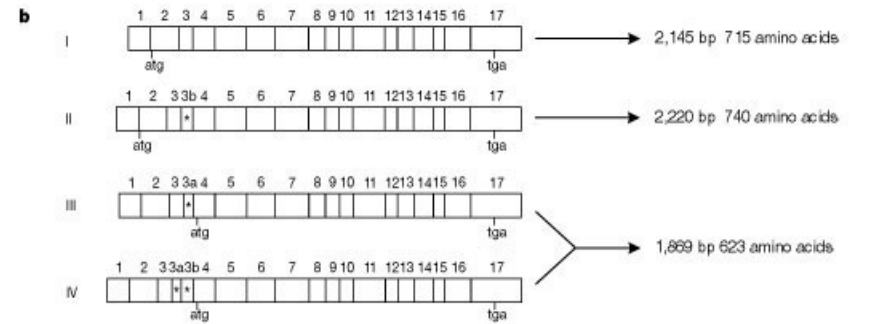 b
1 2 3 4 5 6 7 8 9 10 11 12 13 14 15 16 17
I
2,145 bp 715 amino acids
atg tga
1 2 3 3b 4 5 6 7 8 9 10 11 12 13 14 15 16 17
II
*
2,220 bp 740 amino acids
atg tga
1 2 3 3a 4 5 6 7 8 9 10 11 12 13 14 15 16 17
III
*
atg tga
1,869 bp 623 amino acids
1 2 3 3a 3b 4 5 6 7 8 9 10 11 12 13 14 15 16 17
IV
* *
atg tga